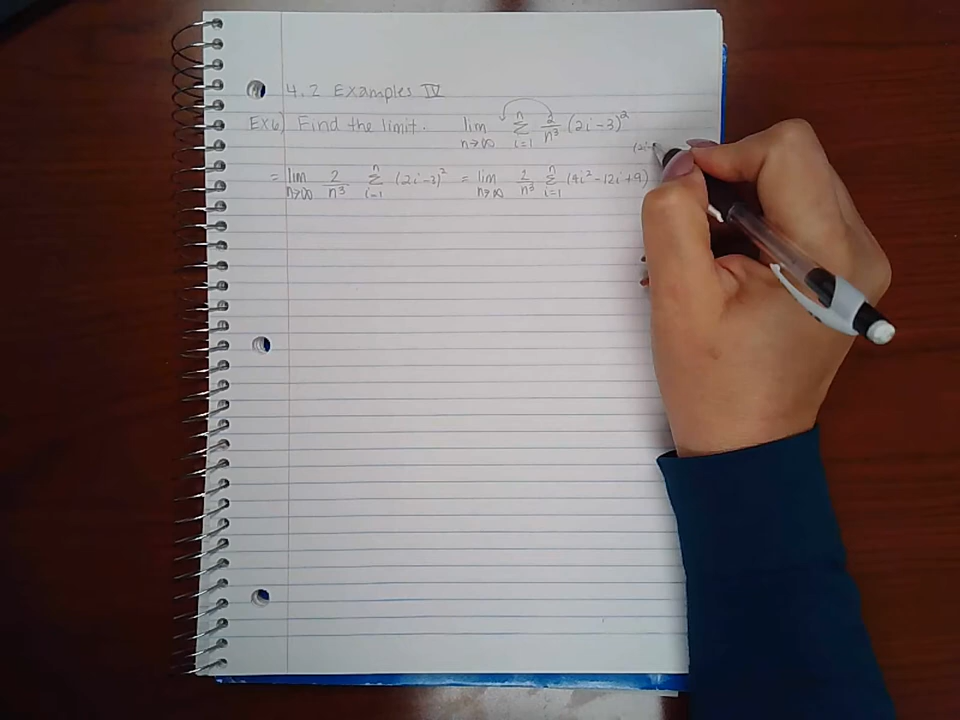 4.2 Examples IV
Ex6) Find the limit. lim n→∞ n Σ i=1 2/n³ (2i-3)²
(2i-
= lim n→∞ 2/n³ n Σ i-1 (2i-3)² = lim n→∞ 2/n³ n Σ i=1 (4i²-12i+9)